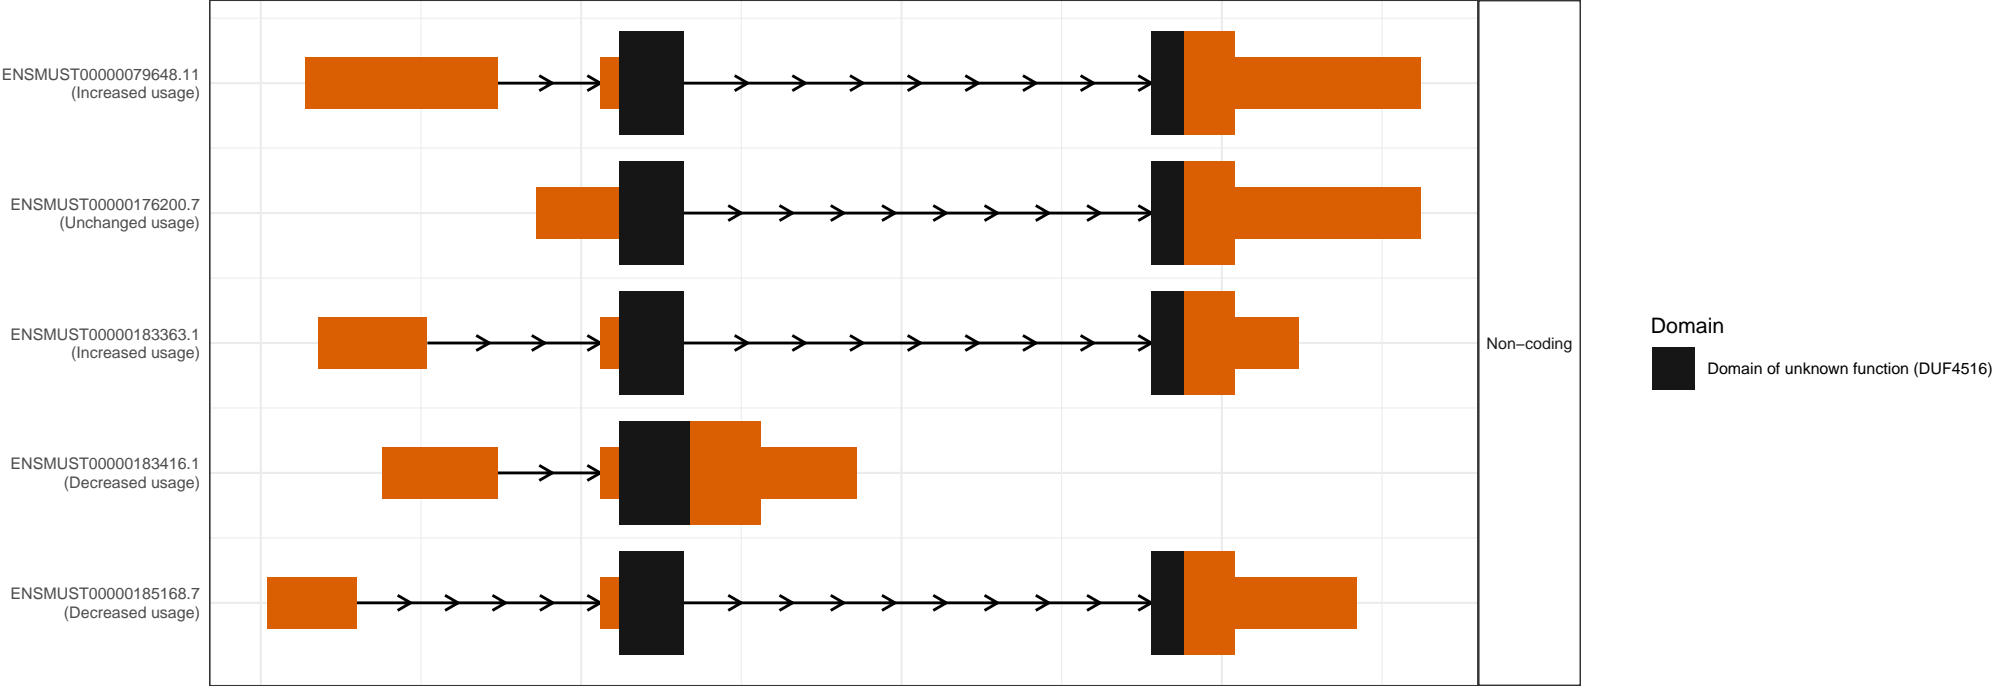 ENSMUST00000079648.11
(Increased usage)
ENSMUST00000176200.7
(Unchanged usage)
ENSMUST00000183363.1
(Increased usage)
ENSMUST00000183416.1
(Decreased usage)
ENSMUST00000185168.7
(Decreased usage)
Non−coding
Domain
Domain of unknown function (DUF4516)